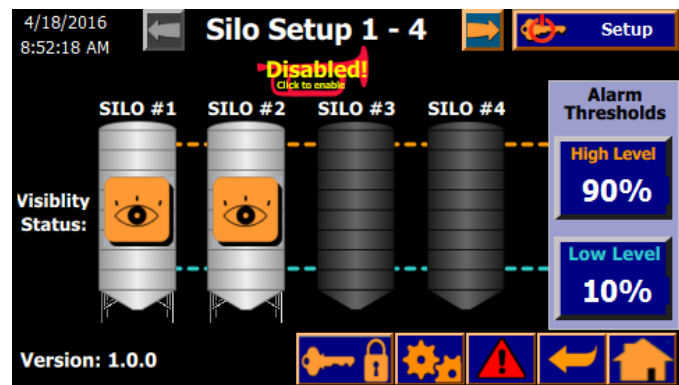 4/18/2016
8:52:18 AM
Silo Setup 1 - 4
Setup
Disabled!
Click to enable
SILO #1
SILO #2
SILO #3
SILO #4
Alarm
Thresholds
High Level
90%
Visiblity
Status:
Low Level
10%
Version: 1.0.0